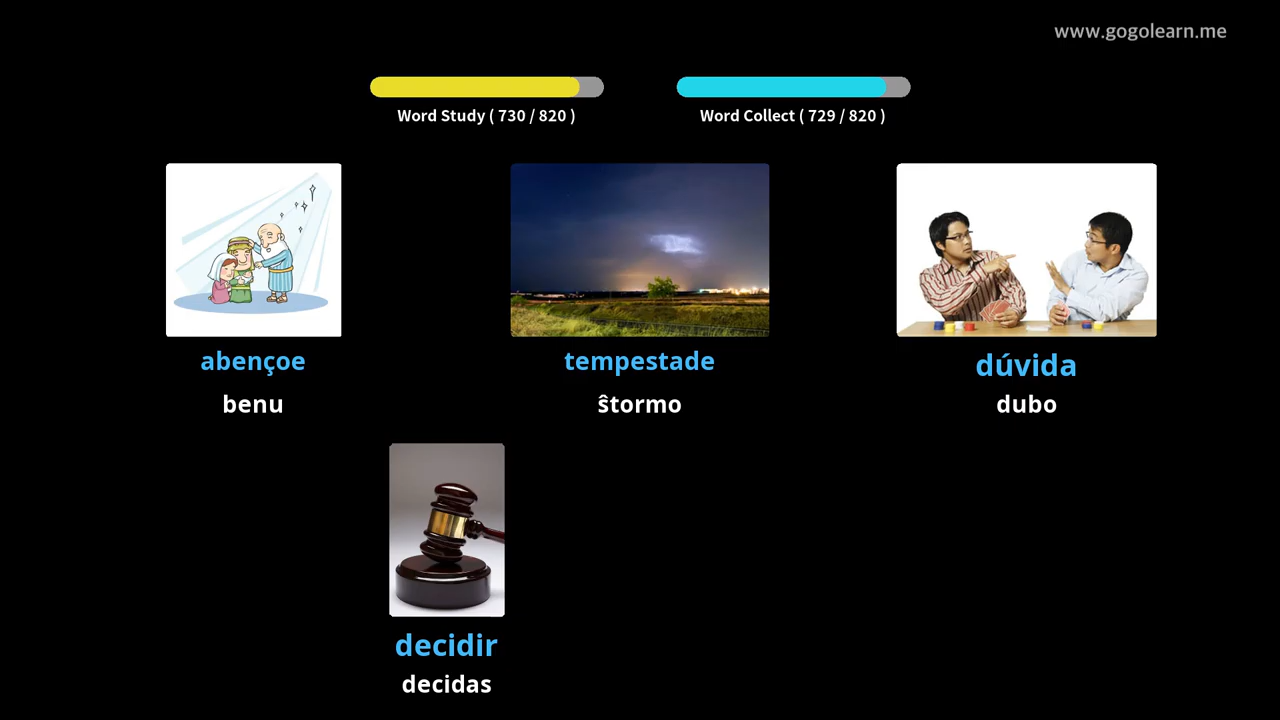 www.gogolearn.me
Word Study ( 730 / 820 )
Word Collect ( 729 / 820 )
abençoe
benu
tempestade
ŝtormo
dúvida
dubo
decidir
decidas